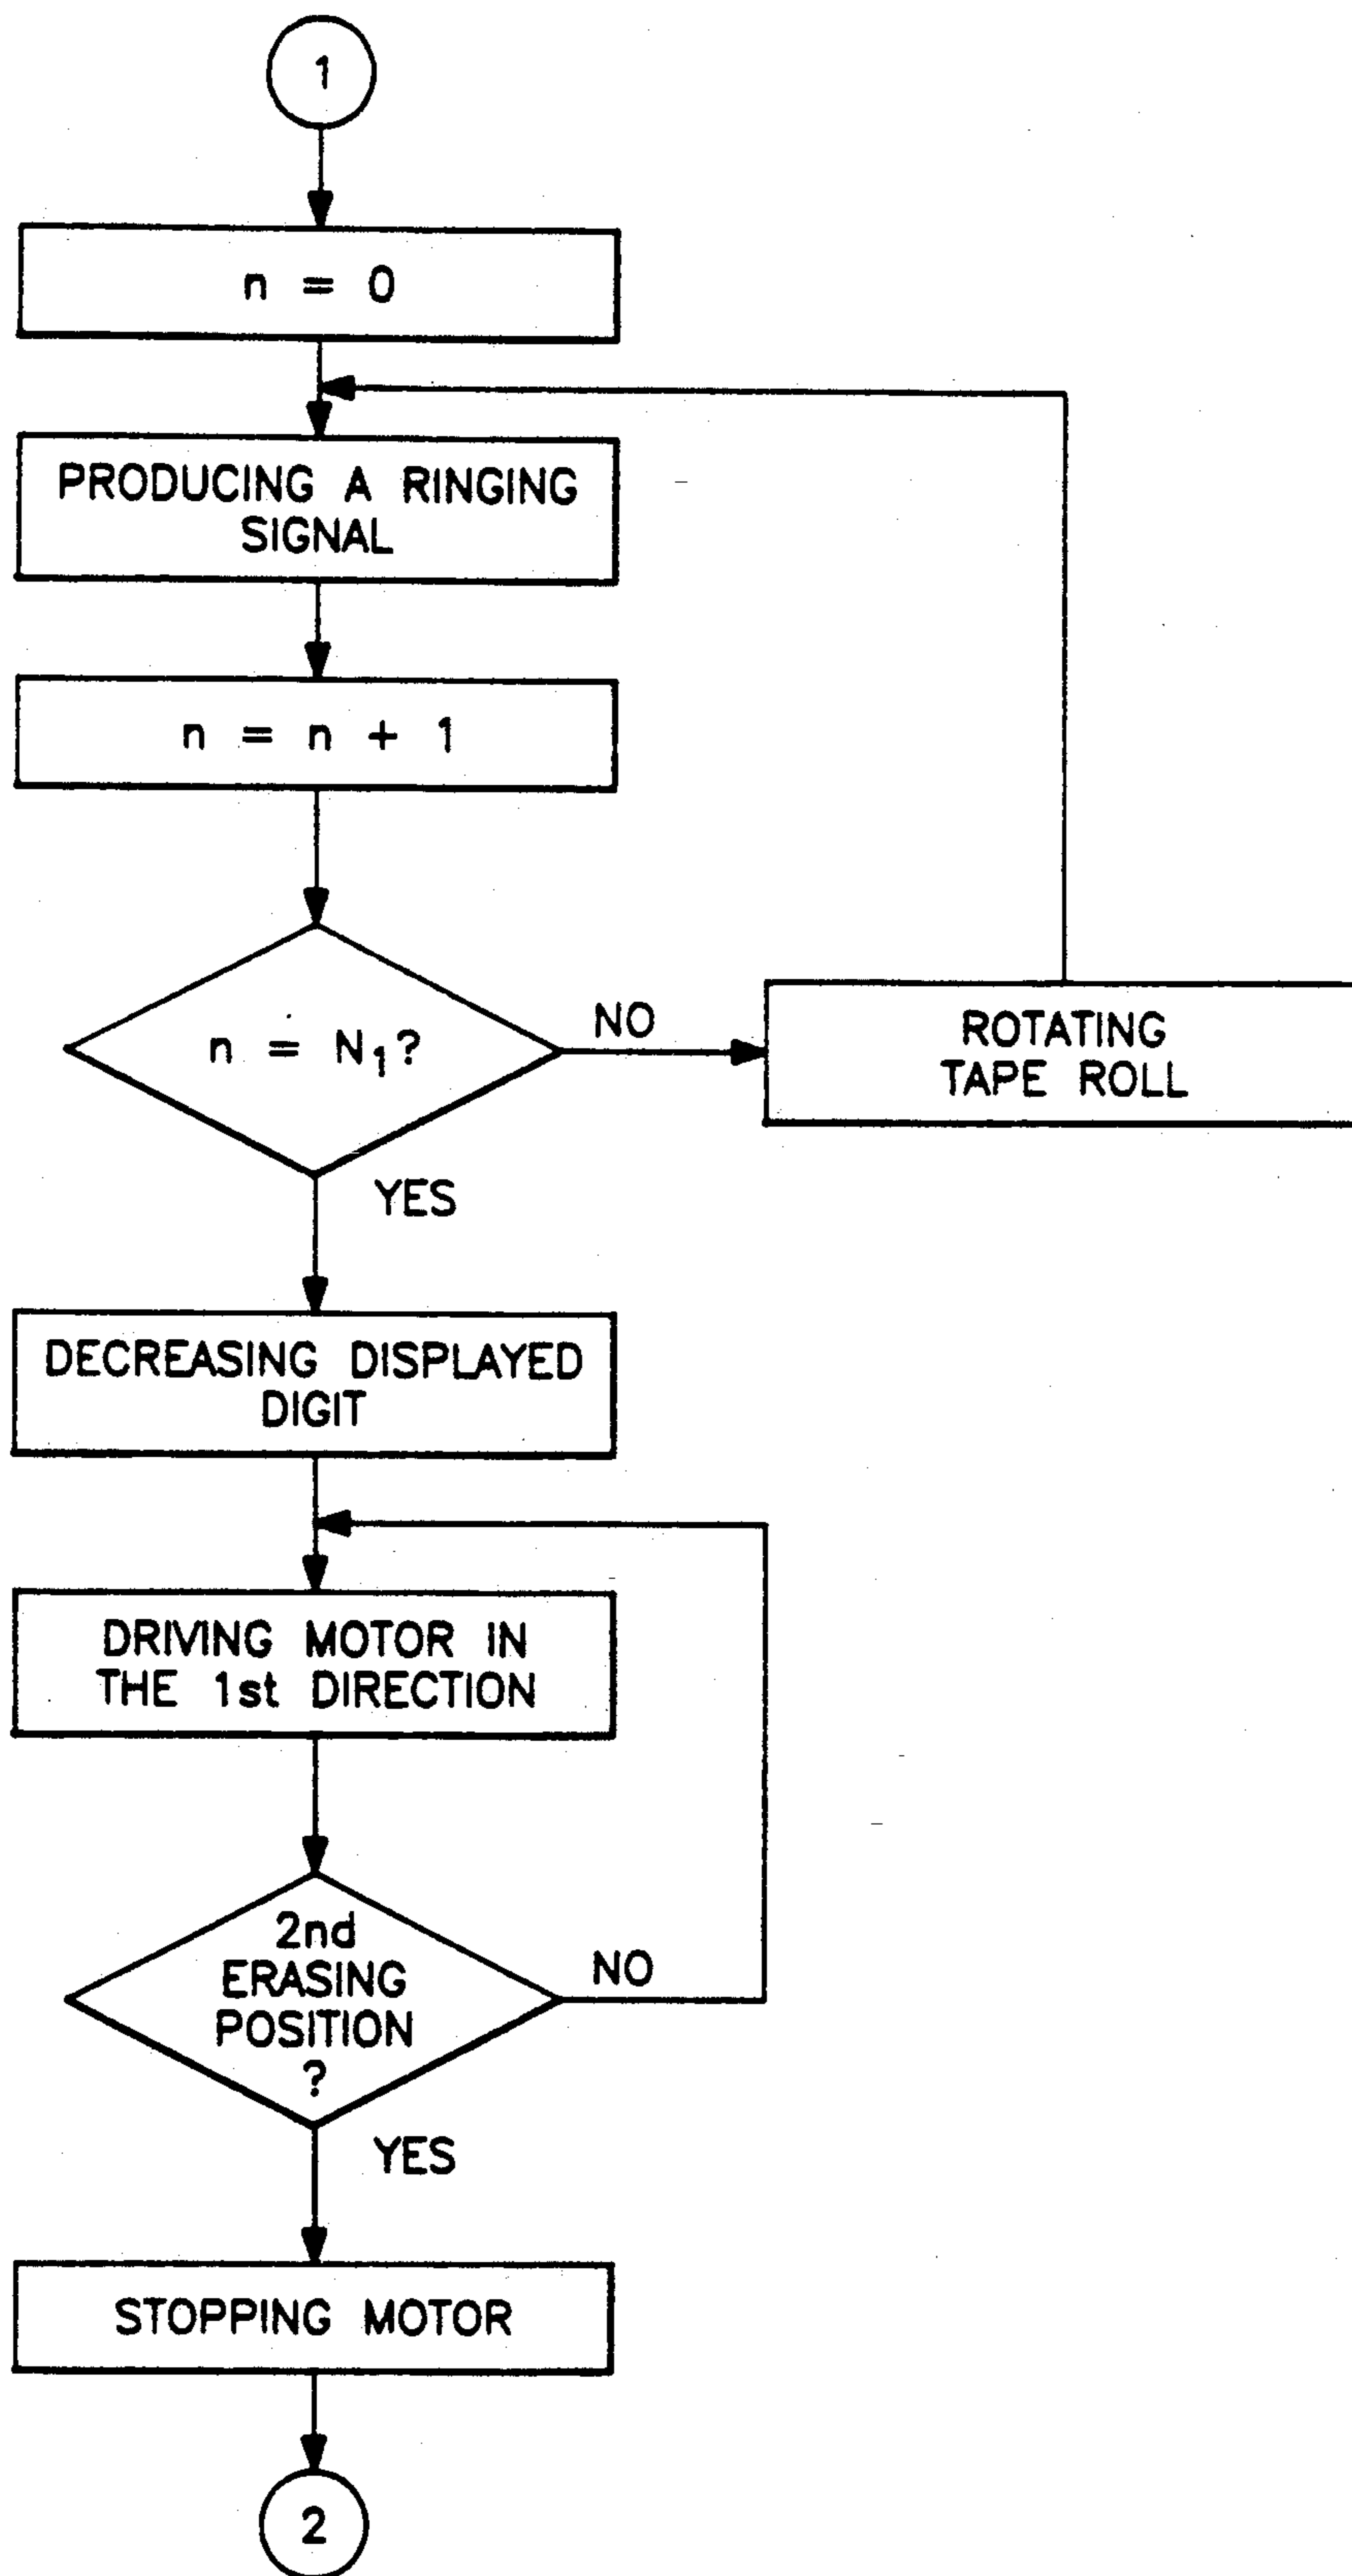 1
n = 0
PRODUCING A RINGING
SIGNAL
n = n + 1
n = N₁?
NO
ROTATING
TAPE ROLL
YES
DECREASING DISPLAYED
DIGIT
DRIVING MOTOR IN
THE 1st DIRECTION
2nd
ERASING
POSITION
?
NO
YES
STOPPING MOTOR
2